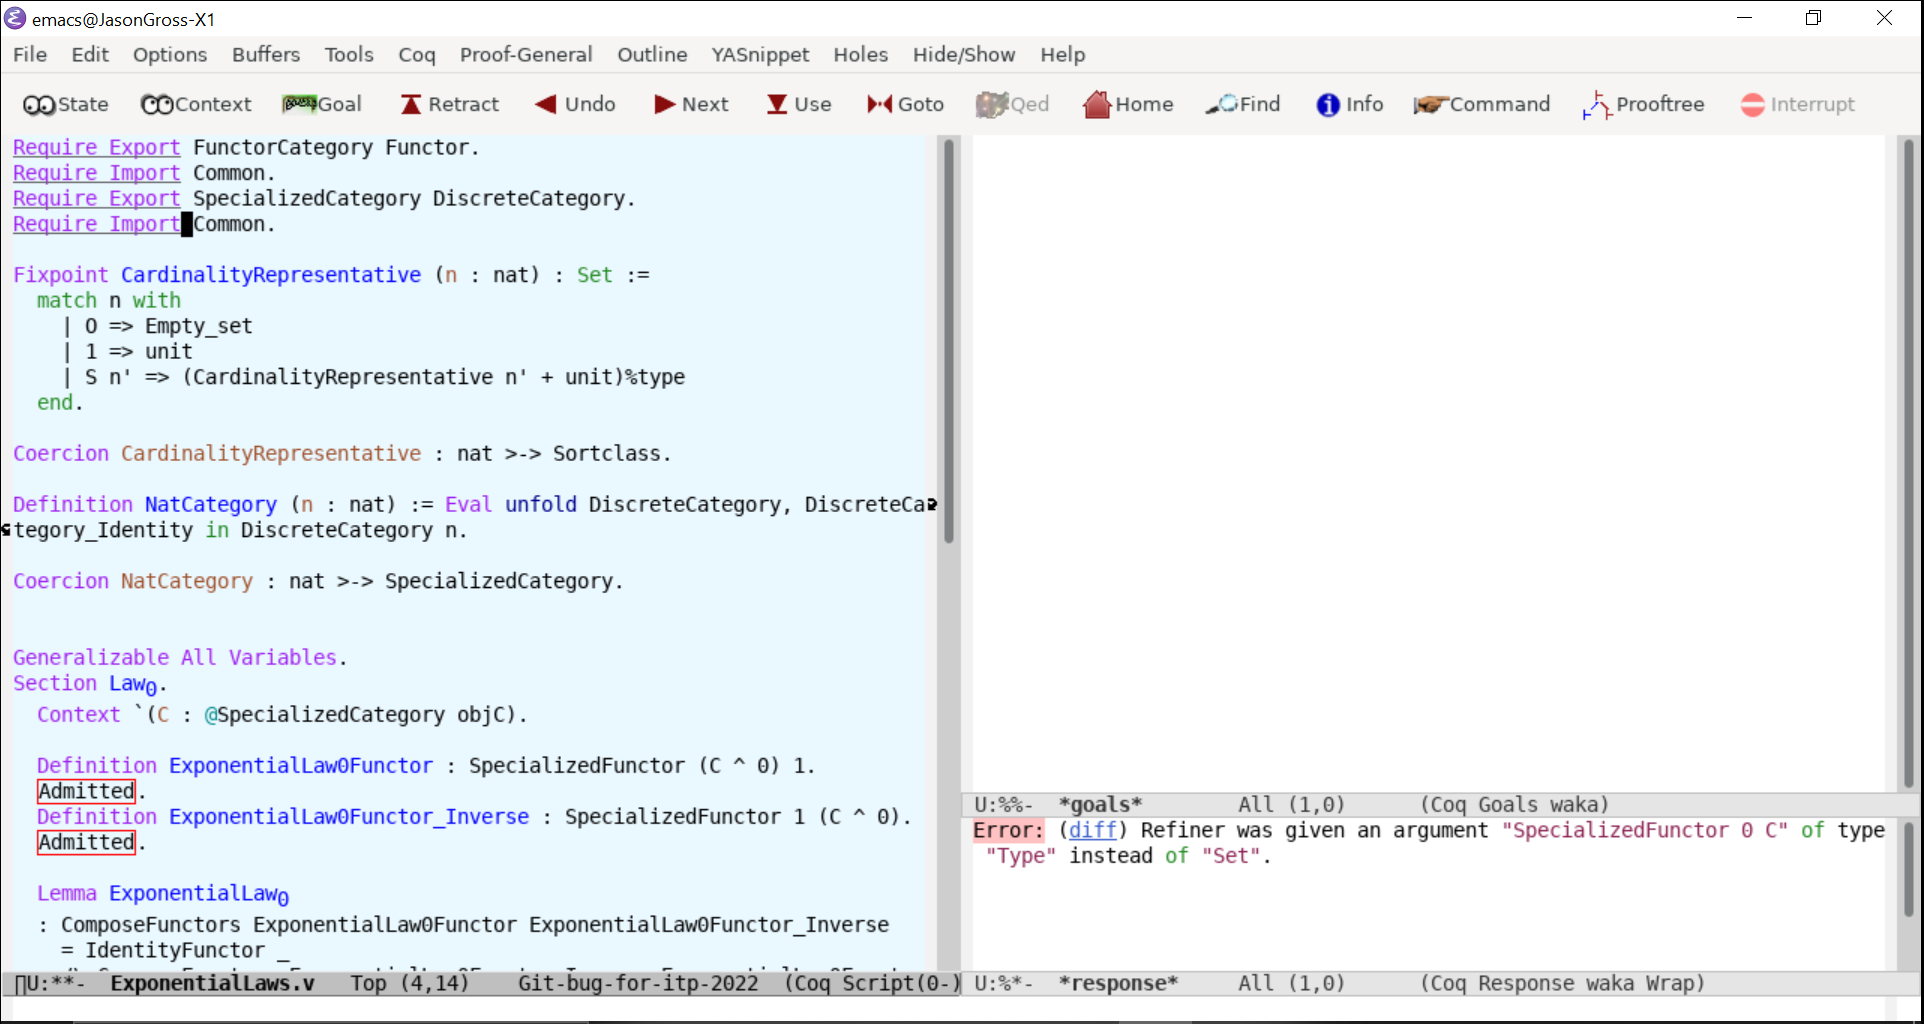 emacs@JasonGross-X1
File Edit Options Buffers Tools Coq Proof-General Outline YASnippet Holes Hide/Show Help
State Context Goal Retract Undo Next Use Goto Qed Home Find Info Command Prooftree Interrupt
Require Export FunctorCategory Functor.
Require Import Common.
Require Export SpecializedCategory DiscreteCategory.
Require Import Common.
Fixpoint CardinalityRepresentative (n : nat) : Set :=
match n with
| O => Empty_set
| 1 => unit
| S n' => (CardinalityRepresentative n' + unit)%type
end.
Coercion CardinalityRepresentative : nat >-> Sortclass.
Definition NatCategory (n : nat) := Eval unfold DiscreteCategory, DiscreteCa
tegory_Identity in DiscreteCategory n.
Coercion NatCategory : nat >-> SpecializedCategory.
Generalizable All Variables.
Section Law0.
Context `(C : @SpecializedCategory objC).
Definition ExponentialLaw0Functor : SpecializedFunctor (C ^ 0) 1.
Admitted.
Definition ExponentialLaw0Functor_Inverse : SpecializedFunctor 1 (C ^ 0).
Admitted.
Lemma ExponentialLaw0
: ComposeFunctors ExponentialLaw0Functor ExponentialLaw0Functor_Inverse
= IdentityFunctor _
U:**- ExponentialLaws.v Top (4,14) Git-bug-for-itp-2022 (Coq Script(0-)
U:%%- *goals* All (1,0) (Coq Goals waka)
Error: (diff) Refiner was given an argument "SpecializedFunctor 0 C" of type
"Type" instead of "Set".
U:%*- *response* All (1,0) (Coq Response waka Wrap)